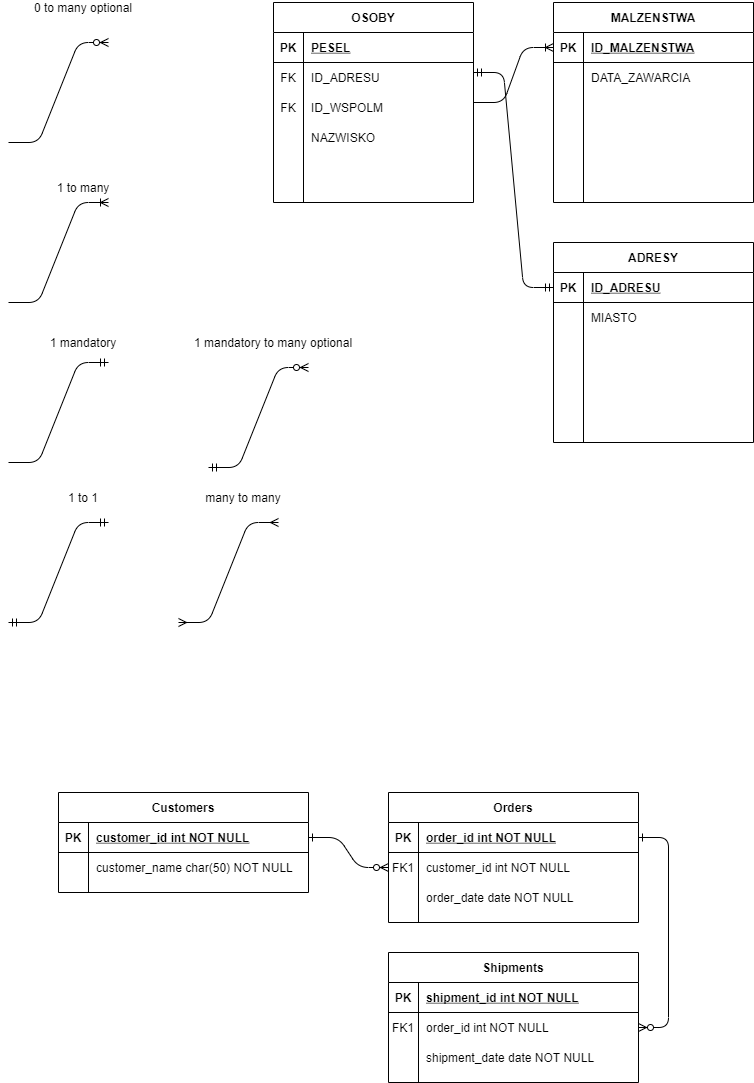 0 to many optional
1 to many
1 mandatory
1 mandatory to many optional
1 to 1
many to many
OSOBY
PK PESEL
FK ID_ADRESU
FK ID_WSPOLM
NAZWISKO
MALZENSTWA
PK ID_MALZENSTWA
DATA_ZAWARCIA
ADRESY
PK ID_ADRESU
MIASTO
Customers
PK customer_id int NOT NULL
customer_name char(50) NOT NULL
Orders
PK order_id int NOT NULL
FK1 customer_id int NOT NULL
order_date date NOT NULL
Shipments
PK shipment_id int NOT NULL
FK1 order_id int NOT NULL
shipment_date date NOT NULL